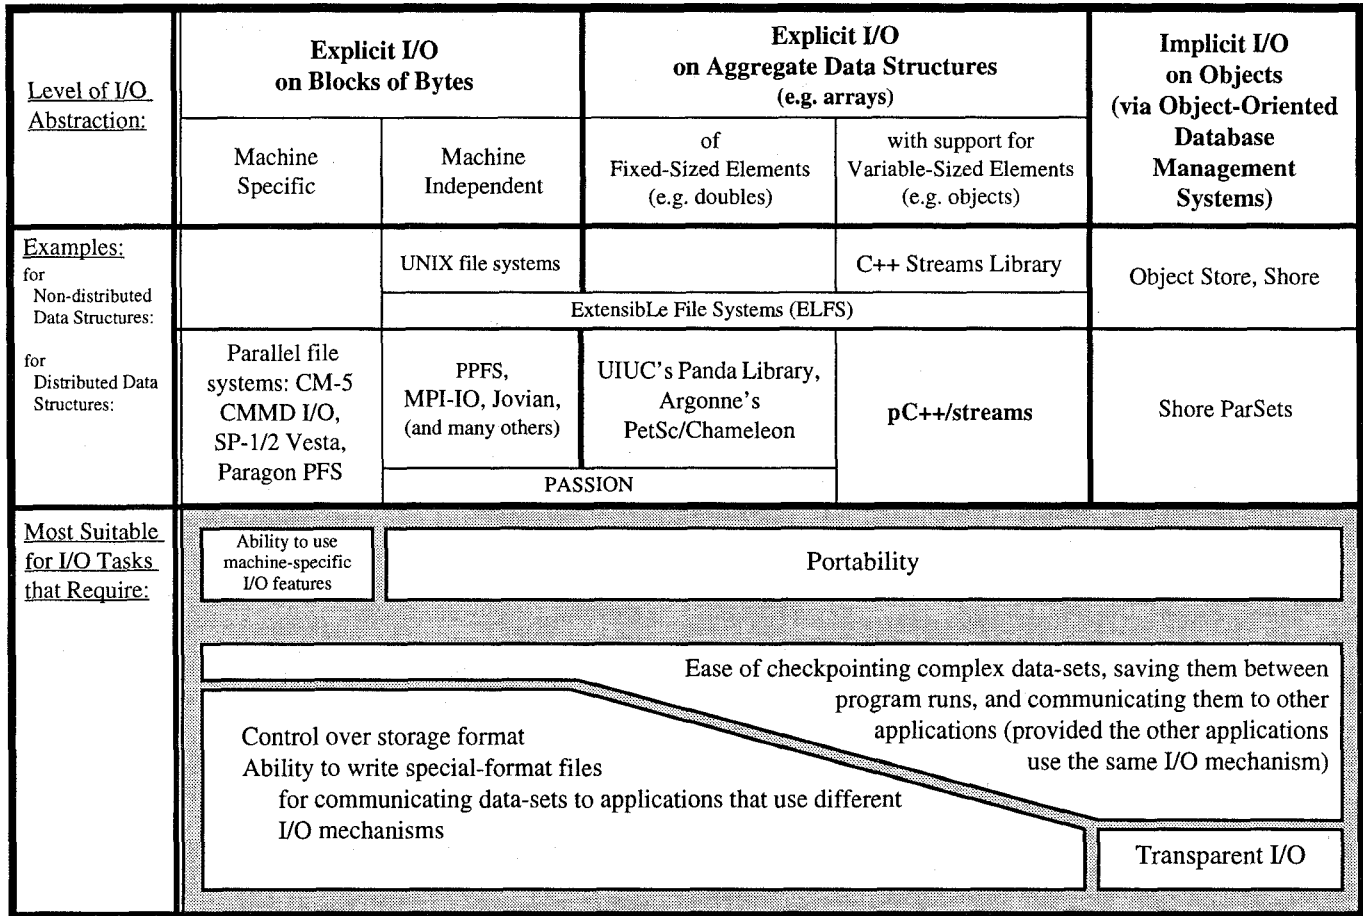 Level of I/O
Abstraction:
Explicit I/O
on Blocks of Bytes
Machine
Specific
Machine
Independent
Explicit I/O
on Aggregate Data Structures
(e.g. arrays)
of
Fixed-Sized Elements
(e.g. doubles)
with support for
Variable-Sized Elements
(e.g. objects)
Implicit I/O
on Objects
(via Object-Oriented
Database
Management
Systems)
Examples:
for
Non-distributed
Data Structures:
UNIX file systems
C++ Streams Library
ExtensibLe File Systems (ELFS)
Object Store, Shore
for
Distributed Data
Structures:
Parallel file
systems: CM-5
CMMD I/O,
SP-1/2 Vesta,
Paragon PFS
PPFS,
MPI-IO, Jovian,
(and many others)
UIUC's Panda Library,
Argonne's
PetSc/Chameleon
PASSION
pC++/streams
Shore ParSets
Most Suitable
for I/O Tasks
that Require:
Ability to use
machine-specific
I/O features
Portability
Ease of checkpointing complex data-sets, saving them between
program runs, and communicating them to other
applications (provided the other applications
use the same I/O mechanism)
Control over storage format
Ability to write special-format files
for communicating data-sets to applications that use different
I/O mechanisms
Transparent I/O